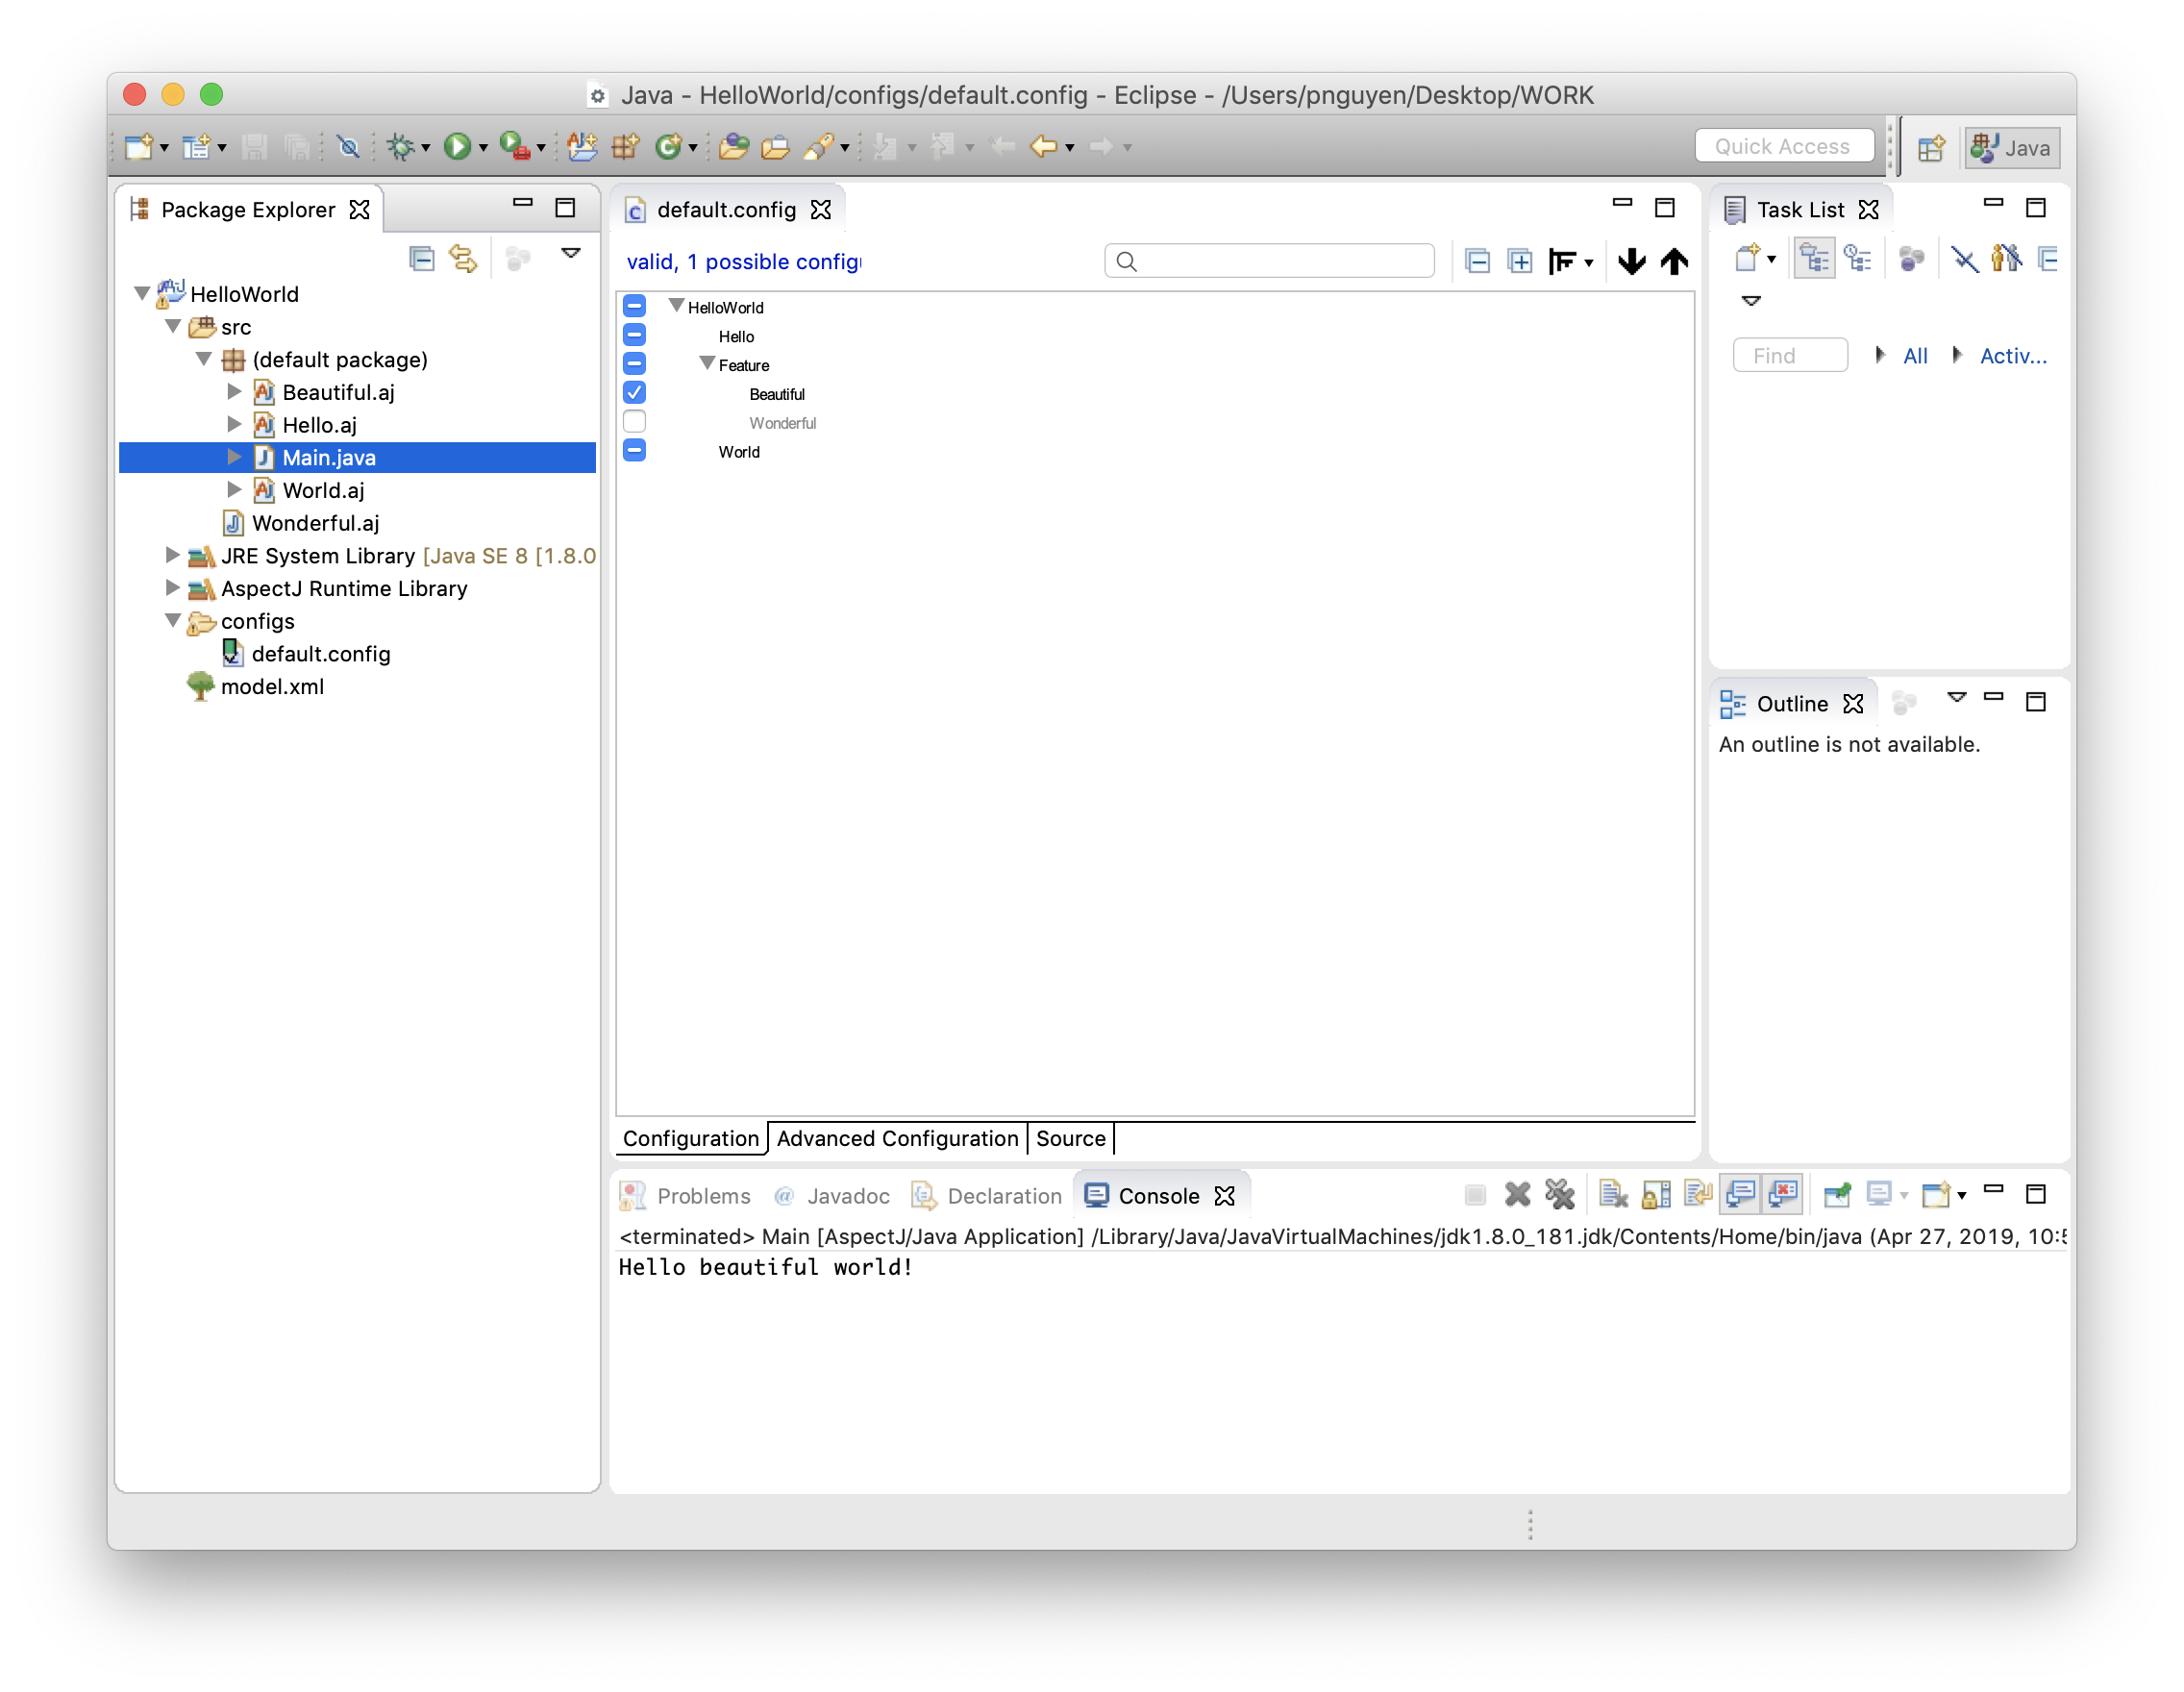 Java - HelloWorld/configs/default.config - Eclipse - /Users/pnguyen/Desktop/WORK
Quick Access
Java
Package Explorer
HelloWorld
src
(default package)
Beautiful.aj
Hello.aj
Main.java
World.aj
Wonderful.aj
JRE System Library [Java SE 8 [1.8.0
AspectJ Runtime Library
configs
default.config
model.xml
default.config
valid, 1 possible config
HelloWorld
Hello
Feature
Beautiful
Wonderful
World
Configuration
Advanced Configuration
Source
Task List
Find
All
Activ...
Outline
An outline is not available.
Problems
@ Javadoc
Declaration
Console
<terminated> Main [AspectJ/Java Application] /Library/Java/JavaVirtualMachines/jdk1.8.0_181.jdk/Contents/Home/bin/java (Apr 27, 2019, 10:5
Hello beautiful world!